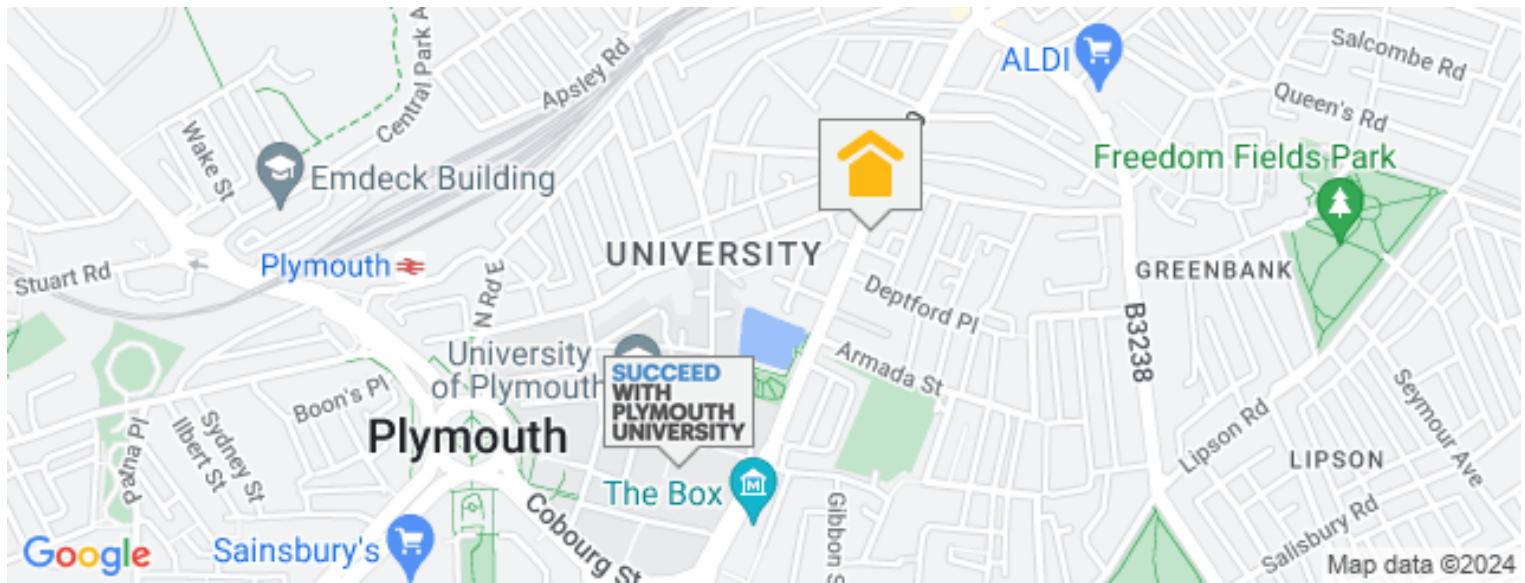 Central Park A
Apsley Rd
ALDI
Salcombe Rd
Queen's Rd
Wake St
Emdeck Building
Freedom Fields Park
Stuart Rd
Plymouth
N Rd E
UNIVERSITY
GREENBANK
Deptford Pl
B3238
University
of Plymouth
SUCCEED
WITH
PLYMOUTH
UNIVERSITY
Armada St
Boon's Pl
Plymouth
Patna Pl
Sydney St
Ilbert St
Seymour Ave
Lipson Rd
LIPSON
The Box
M
Cobourg St
Gibbon S
Salisbury Rd
Sainsbury's
Google
Map data ©2024